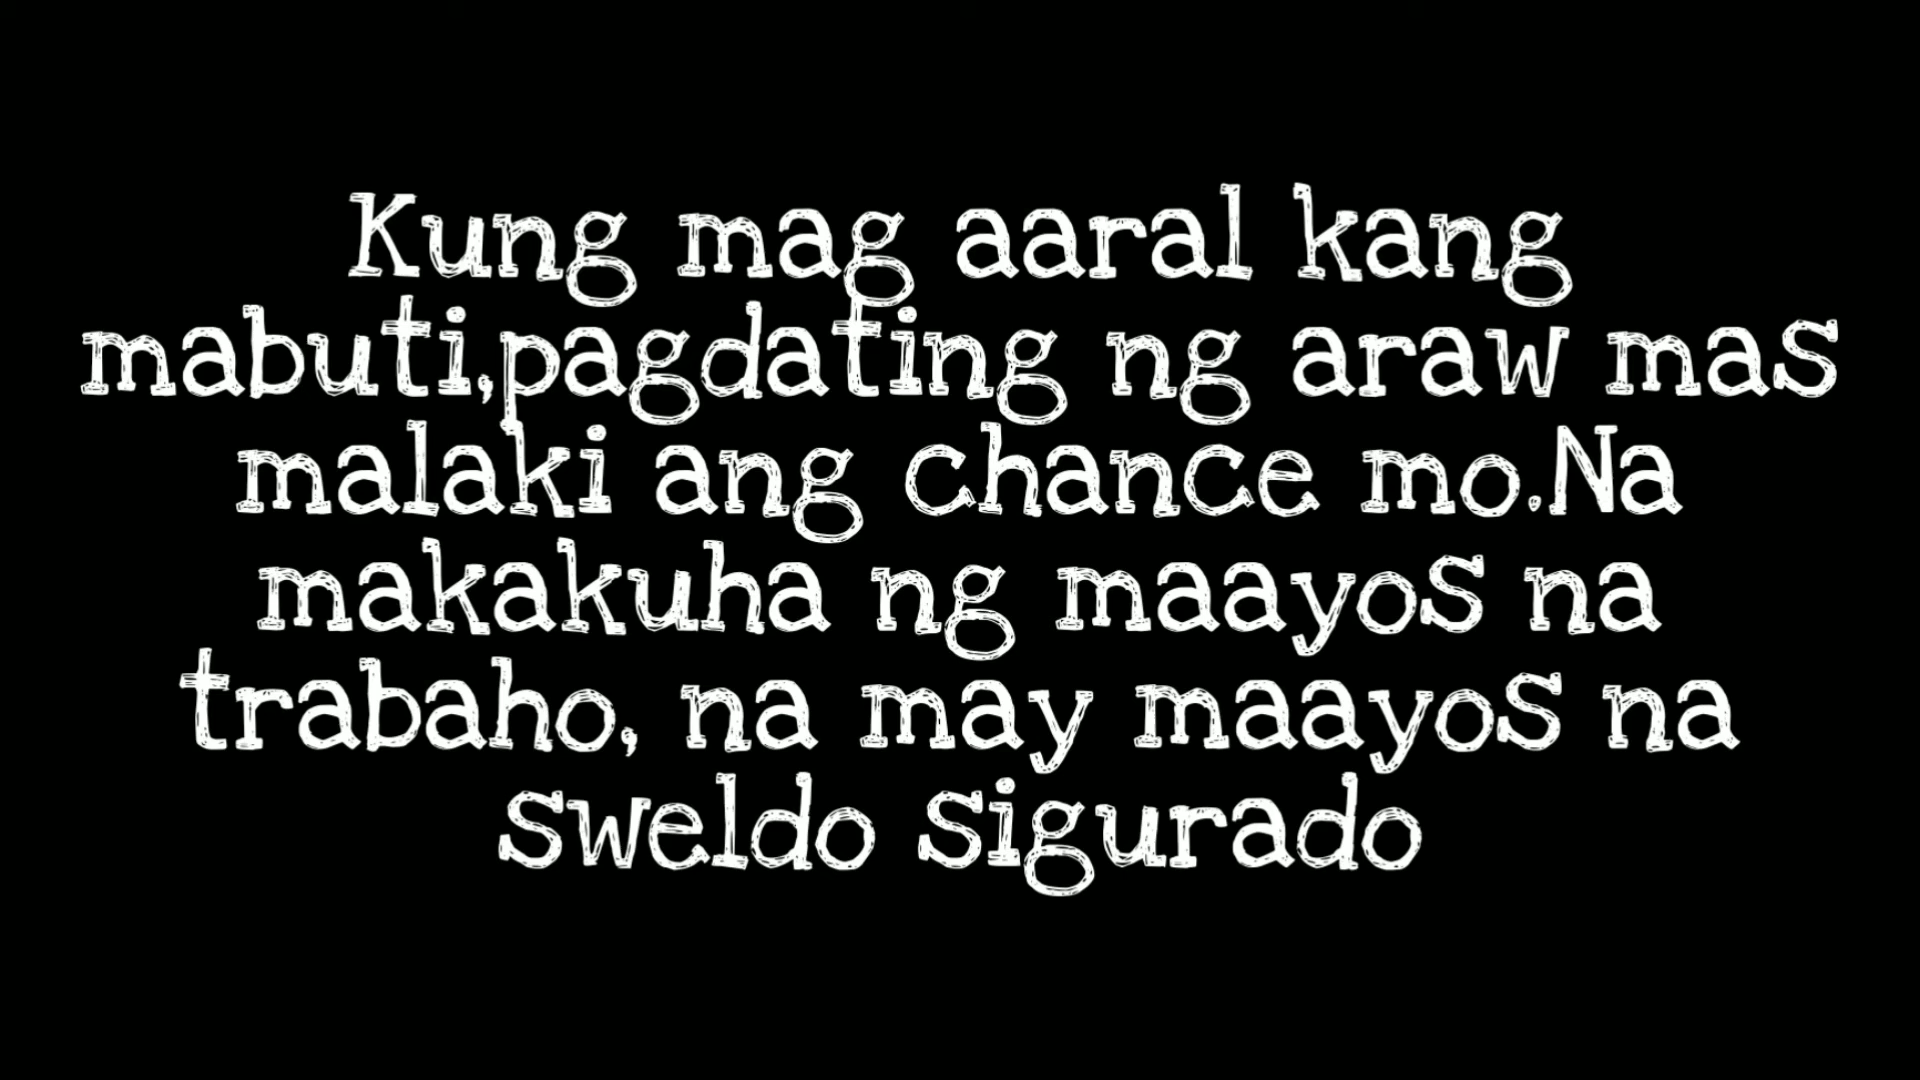 Kung mag aaral kang
mabuti,pagdating ng araw mas
malaki ang chance mo.Na
makakuha ng maayos na
trabaho, na may maayos na
sweldo sigurado